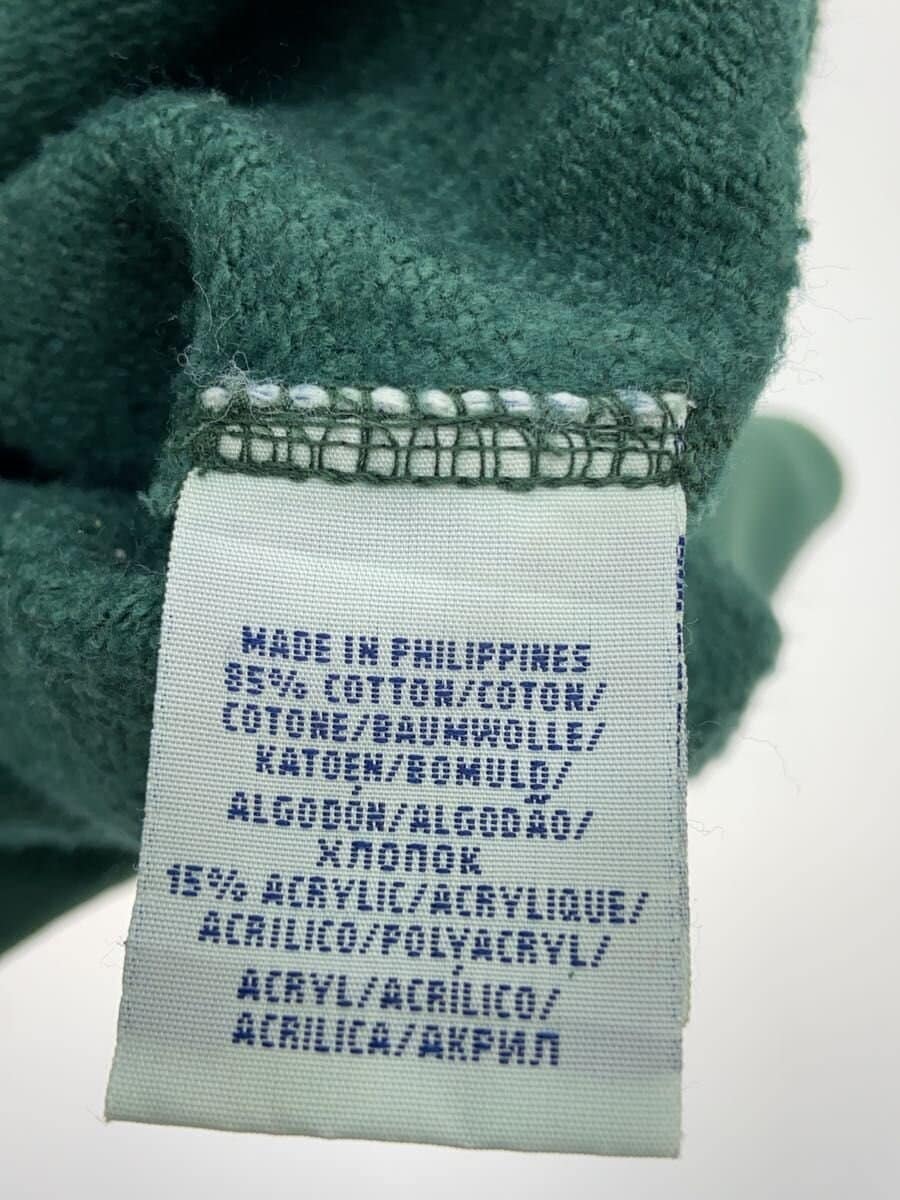 MADE IN PHILIPPINES
85% COTTON/COTON/
COTONE/BAUMWOLLE/
KATOEN/BOMULD/
ALGODÓN/ALGODÃO/
ХЛОПОК
15% ACRYLIC/ACRYLIQUE/
ACRILICO/POLYACRYL/
ACRYL/ACRÍLICO/
ACRILICA/АКРИЛ